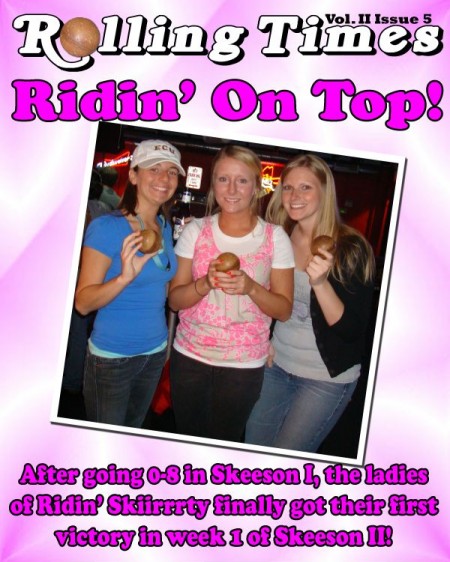 Vol. II Issue 5
Rolling Times
Ridin' On Top!
ECU
After going 0-8 in Skeeson I, the ladies
of Ridin' Skiirrrty finally got their first
victory in week 1 of Skeeson II!